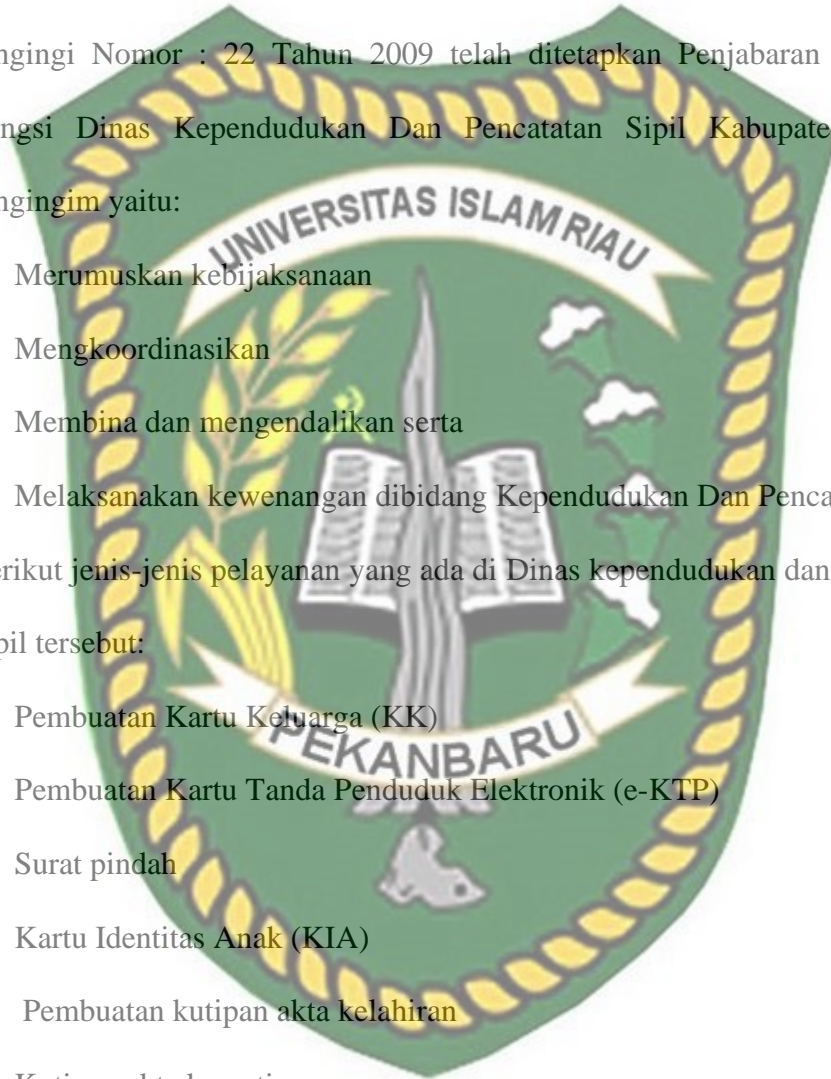 ngingi Nomor : 22 Tahun 2009 telah ditetapkan Penjabaran
ngsi Dinas Kependudukan Dan Pencatatan Sipil Kabupate
ngingim yaitu:
UNIVERSITAS ISLAM RIAU
Merumuskan kebijaksanaan
Mengkoordinasikan
Membina dan mengendalikan serta
Melaksanakan kewenangan dibidang Kependudukan Dan Penca
erikut jenis-jenis pelayanan yang ada di Dinas kependudukan dan
pil tersebut:
Pembuatan Kartu Keluarga (KK)
PEKANBARU
Pembuatan Kartu Tanda Penduduk Elektronik (e-KTP)
Surat pindah
Kartu Identitas Anak (KIA)
Pembuatan kutipan akta kelahiran